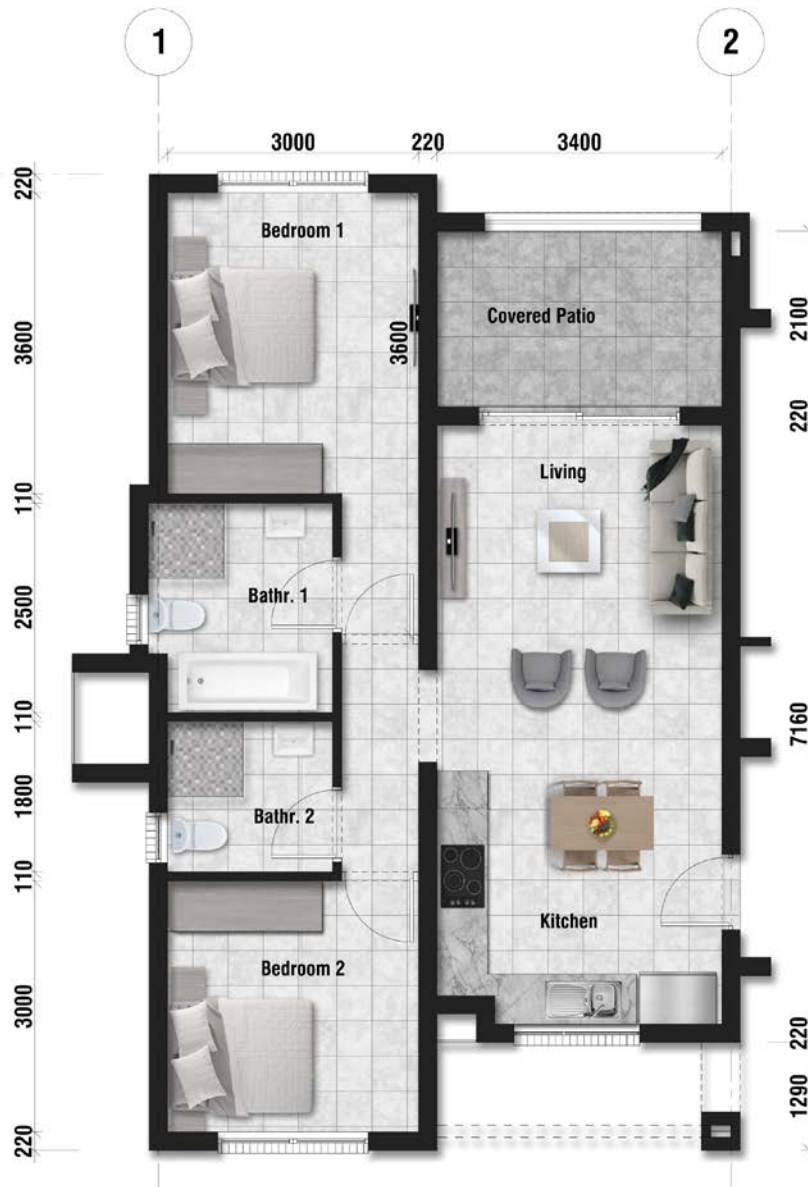 1
2
3000
220
3400
220
3600
110
2500
110
1800
110
3000
220
Bedroom 1
3600
Covered Patio
Living
Bathr. 1
Bathr. 2
Kitchen
Bedroom 2
2100
220
7160
220
1290